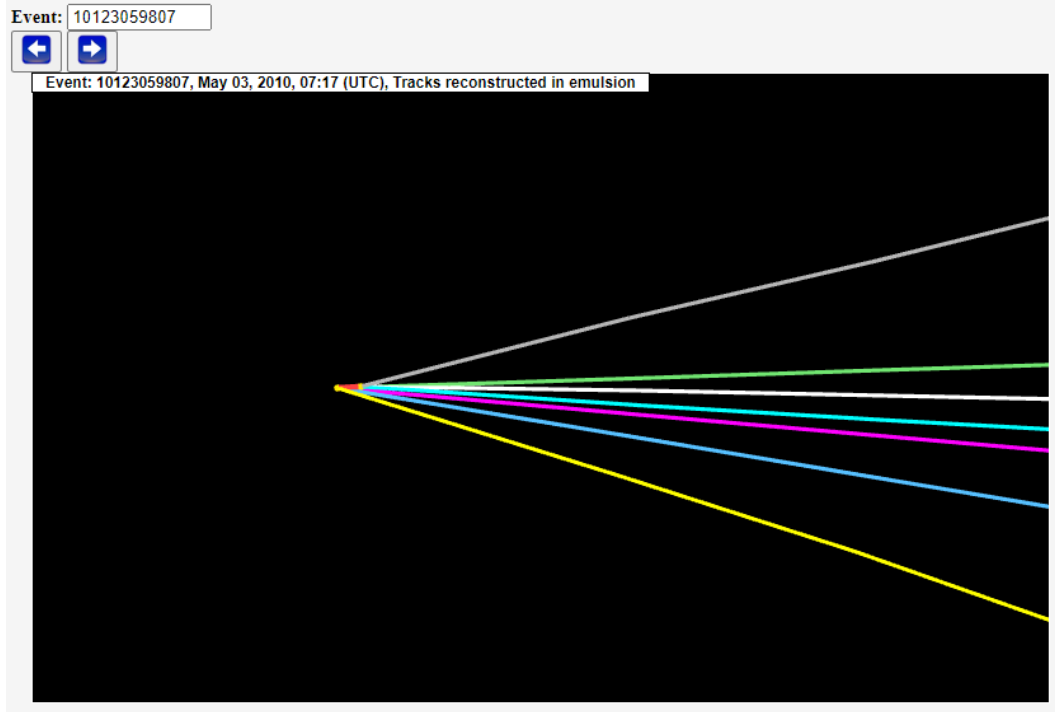 Event: 10123059807
Event: 10123059807, May 03, 2010, 07:17 (UTC), Tracks reconstructed in emulsion